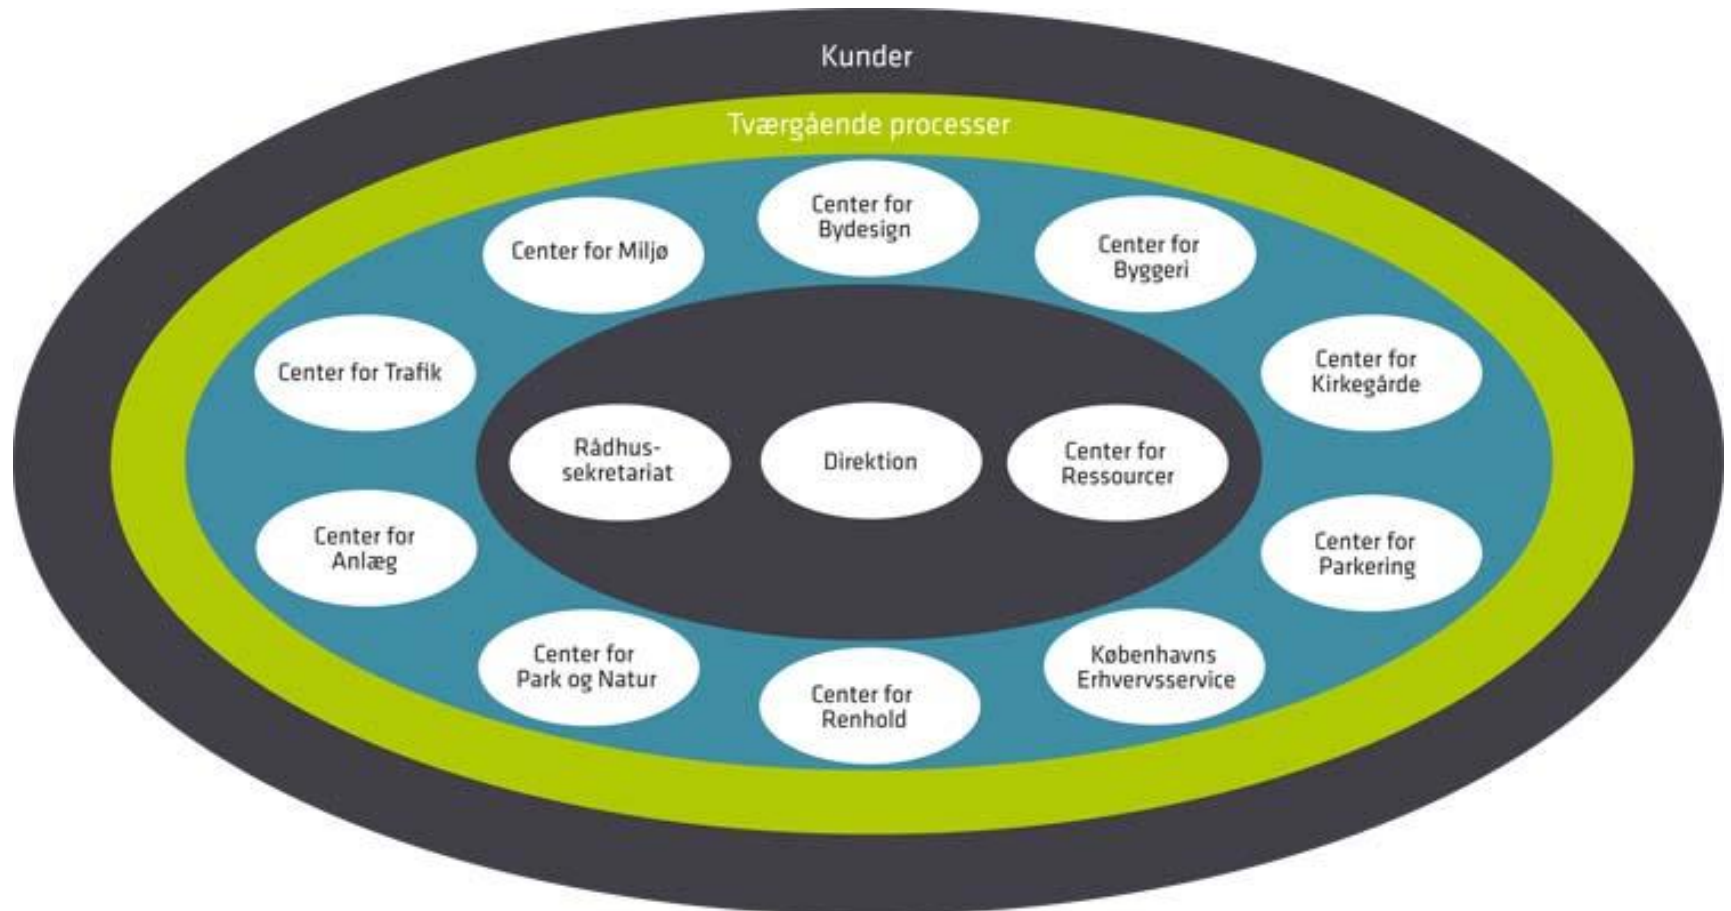 Kunder
Tværgående processer
Center for
Bydesign
Center for Miljø
Center for
Byggeri
Center for Trafik
Center for
Kirkegårde
Rådhus-
sekretariat
Direktion
Center for
Ressourcer
Center for
Anlæg
Center for
Parkering
Center for
Park og Natur
Center for
Renhold
Københavns
Erhvervsservice